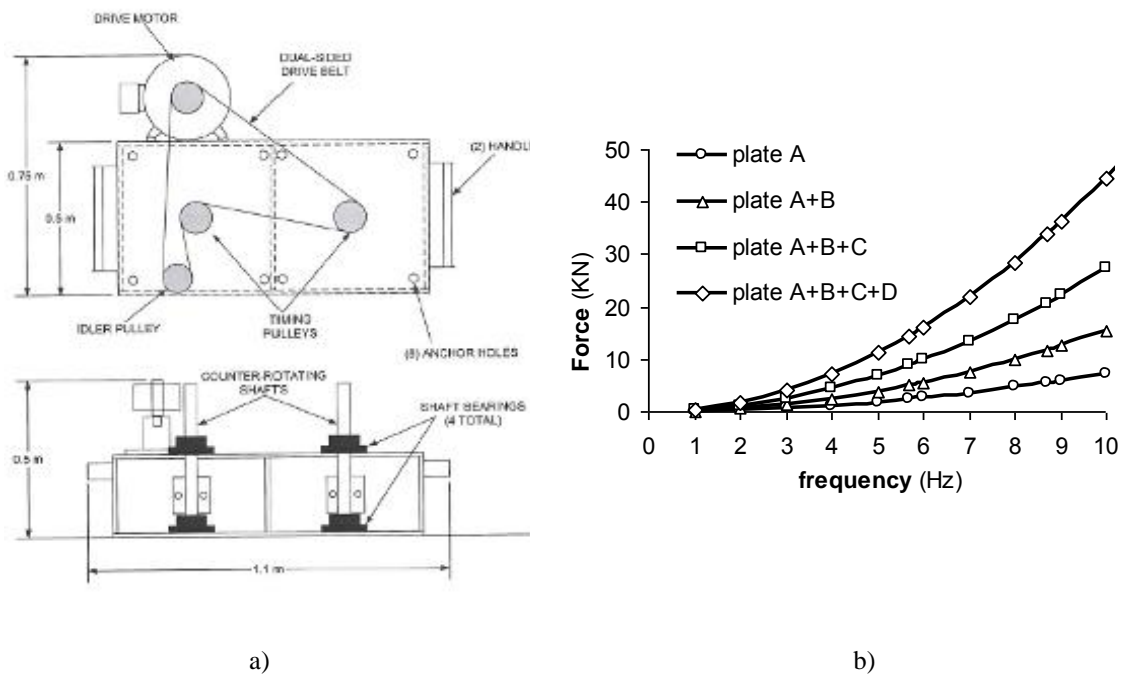 DRIVE MOTOR
DUAL-SIDED
DRIVE BELT
(2) HANDL
0.75 m
0.5 m
IDLER PULLEY
TIMING
PULLEYS
(8) ANCHOR HOLES
COUNTER-ROTATING
SHAFTS
SHAFT BEARINGS
(4 TOTAL)
0.5 m
1.1 m
a)
50
40
30
20
10
0
Force (KN)
plate A
plate A+B
plate A+B+C
plate A+B+C+D
0 1 2 3 4 5 6 7 8 9 10
frequency (Hz)
b)